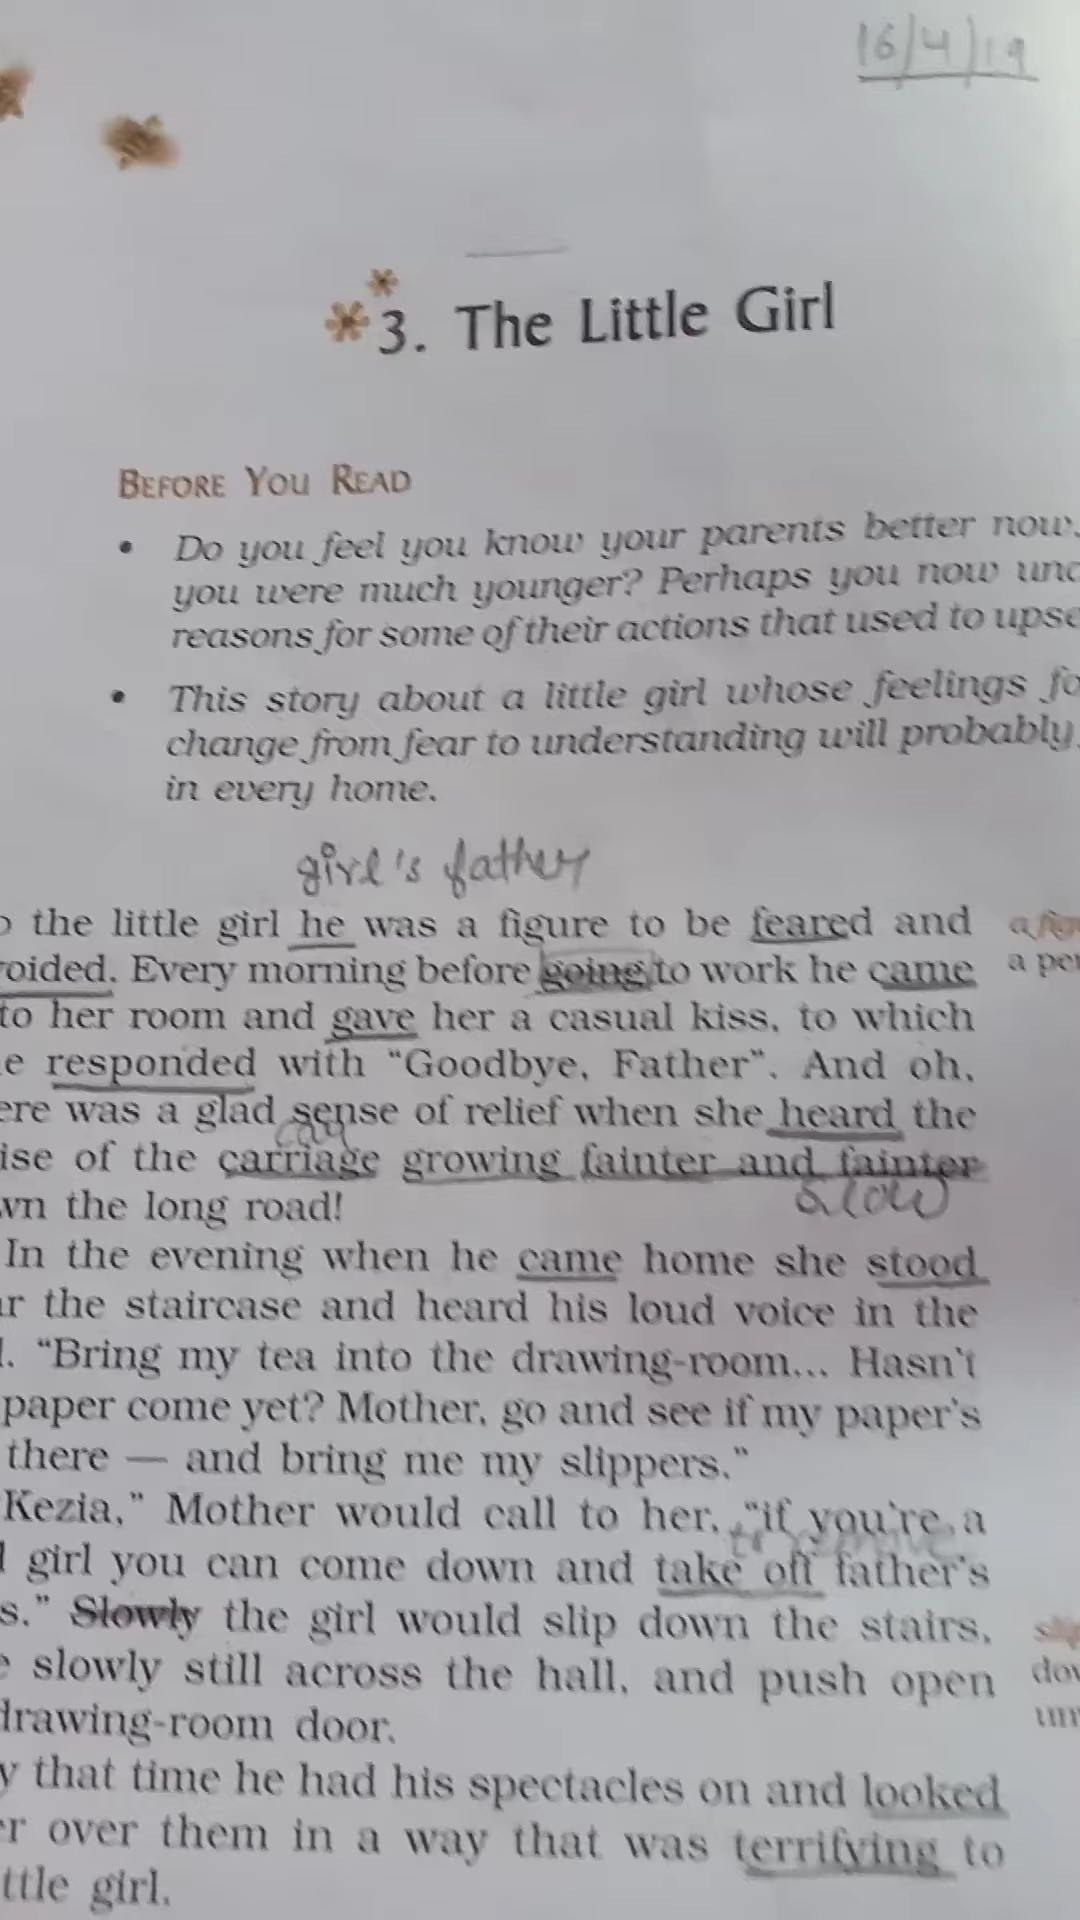 16/4/19
3. The Little Girl
BEFORE YOU READ
• Do you feel you know your parents better now,
you were much younger? Perhaps you now und
reasons for some of their actions that used to upse
• This story about a little girl whose feelings fo
change from fear to understanding will probably
in every home.
girl's father
o the little girl he was a figure to be feared and
voided. Every morning before going to work he came
to her room and gave her a casual kiss, to which
e responded with “Goodbye, Father”. And oh,
ere was a glad sense of relief when she heard the
ise of the carriage growing fainter and fainter
wn the long road!
slow
In the evening when he came home she stood
ar the staircase and heard his loud voice in the
l. “Bring my tea into the drawing-room... Hasn't
paper come yet? Mother, go and see if my paper's
there — and bring me my slippers.”
Kezia,” Mother would call to her, “if you're a
d girl you can come down and take off father's
s.” Slowly the girl would slip down the stairs,
e slowly still across the hall, and push open
drawing-room door.
y that time he had his spectacles on and looked
er over them in a way that was terrifying to
ttle girl.
a fig
a per
slip
dow